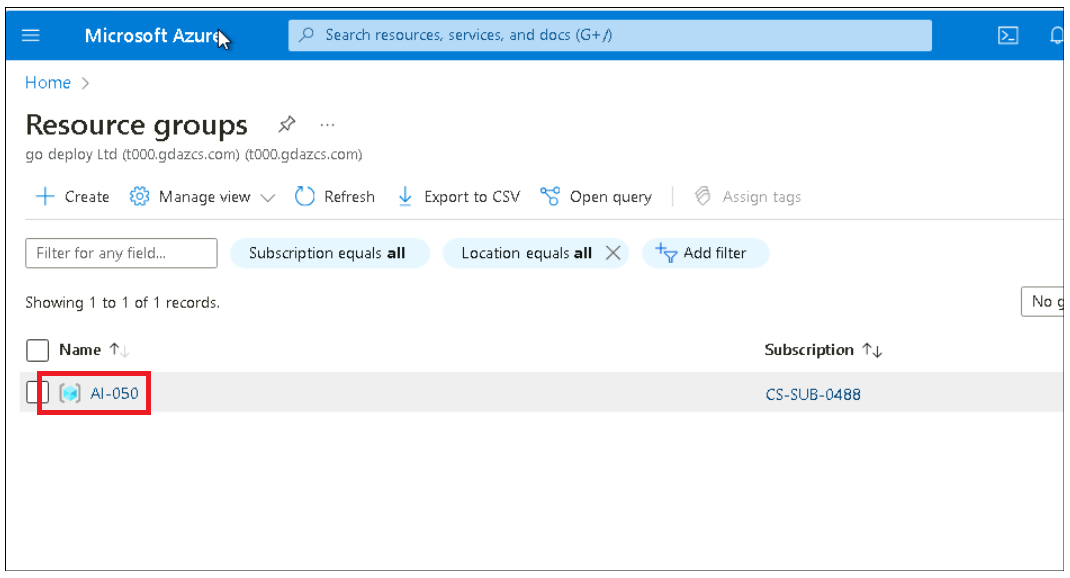 Microsoft Azure Search resources, services, and docs (G+/)
Home >
Resource groups ...
go deploy Ltd (t000.gdazcs.com) (t000.gdazcs.com)
+ Create Manage view Refresh Export to CSV Open query Assign tags
Filter for any field... Subscription equals all Location equals all Add filter
Showing 1 to 1 of 1 records.
No g
Name ↑↓ Subscription ↑↓
AI-050 CS-SUB-0488